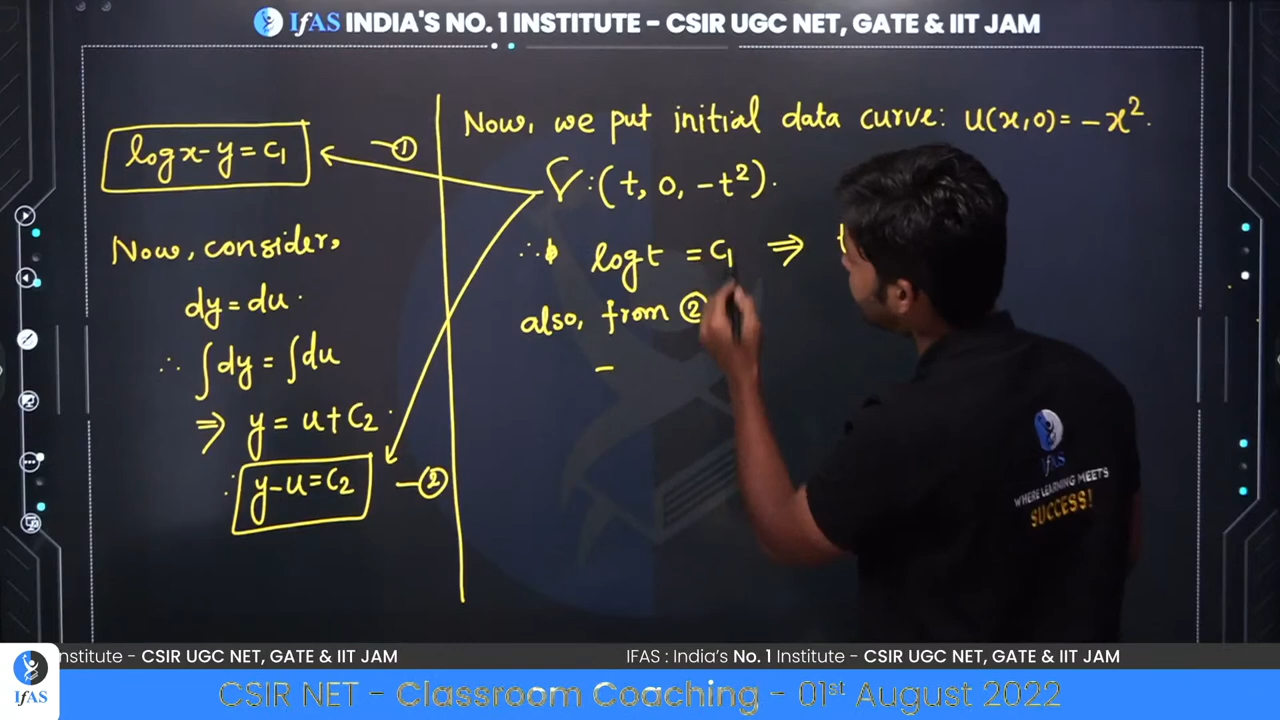 IFAS INDIA'S NO. 1 INSTITUTE - CSIR UGC NET, GATE & IIT JAM
log x - y = c₁ —①
Now, consider,
dy = du.
∴ ∫dy = ∫du
⇒ y = u + c₂.
∴ y - u = c₂ —②
Now, we put initial data curve: u(x,0) = -x².
Γ: (t, 0, -t²).
∴ log t = c₁ ⇒ t
also, from ②
-
IFAS
WHERE LEARNING MEETS
SUCCESS!
nstitute - CSIR UGC NET, GATE & IIT JAM
IFAS : India's No. 1 Institute - CSIR UGC NET, GATE & IIT JAM
IFAS
CSIR NET - Classroom Coaching - 01st August 2022